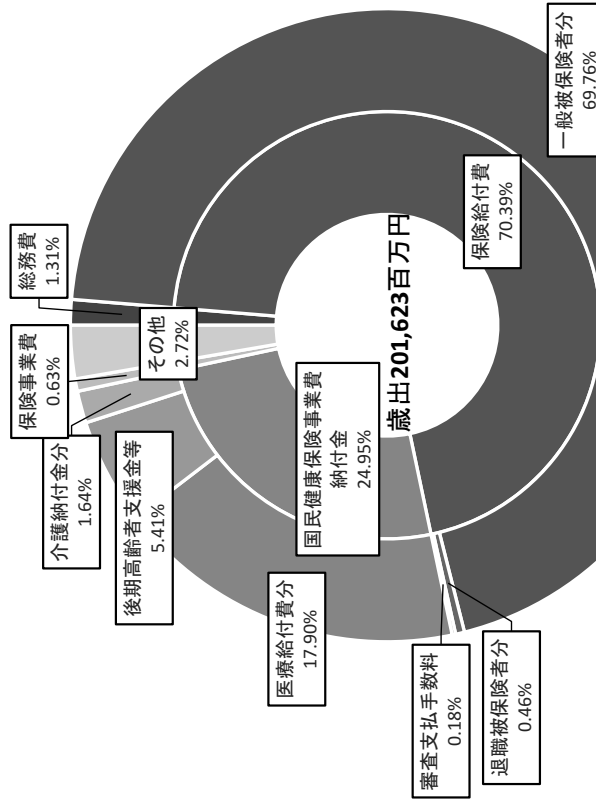 総務費
1.31%
保険事業費
0.63%
その他
2.72%
介護納付金分
1.64%
後期高齢者支援金等
5.41%
国民健康保険事業費
納付金
24.95%
医療給付費分
17.90%
審査支払手数料
0.18%
退職被保険者分
0.46%
歳出201,623百万円
保険給付費
70.39%
一般被保険者分
69.76%